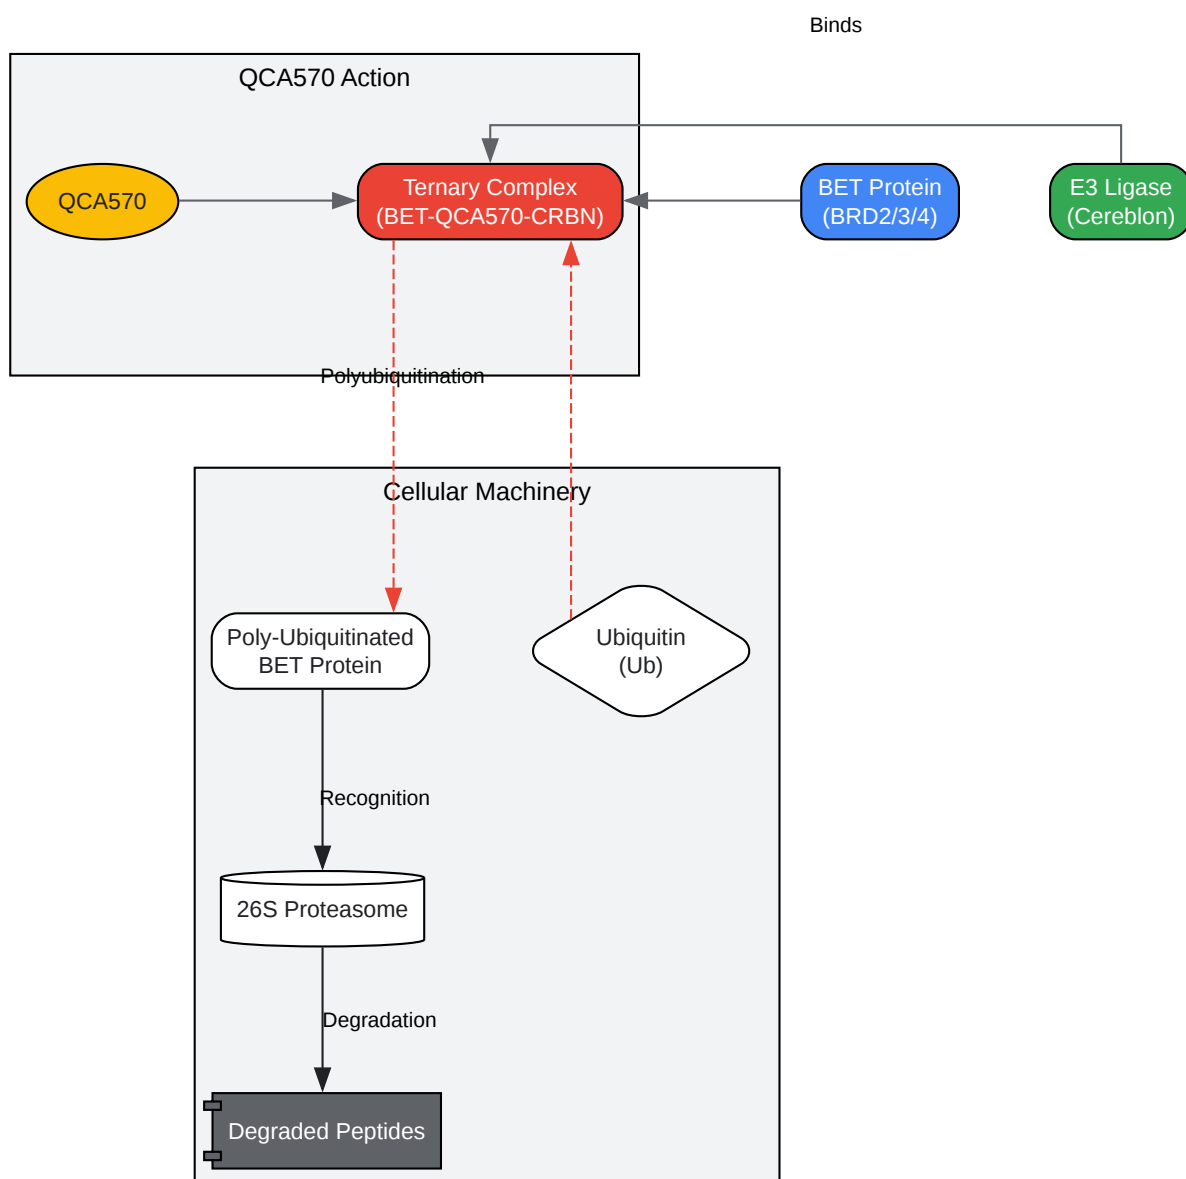 Binds
QCA570 Action
QCA570
Ternary Complex
(BET-QCA570-CRBN)
BET Protein
(BRD2/3/4)
E3 Ligase
(Cereblon)
Polyubiquitination
Cellular Machinery
Poly-Ubiquitinated
BET Protein
Ubiquitin
(Ub)
Recognition
26S Proteasome
Degradation
Degraded Peptides